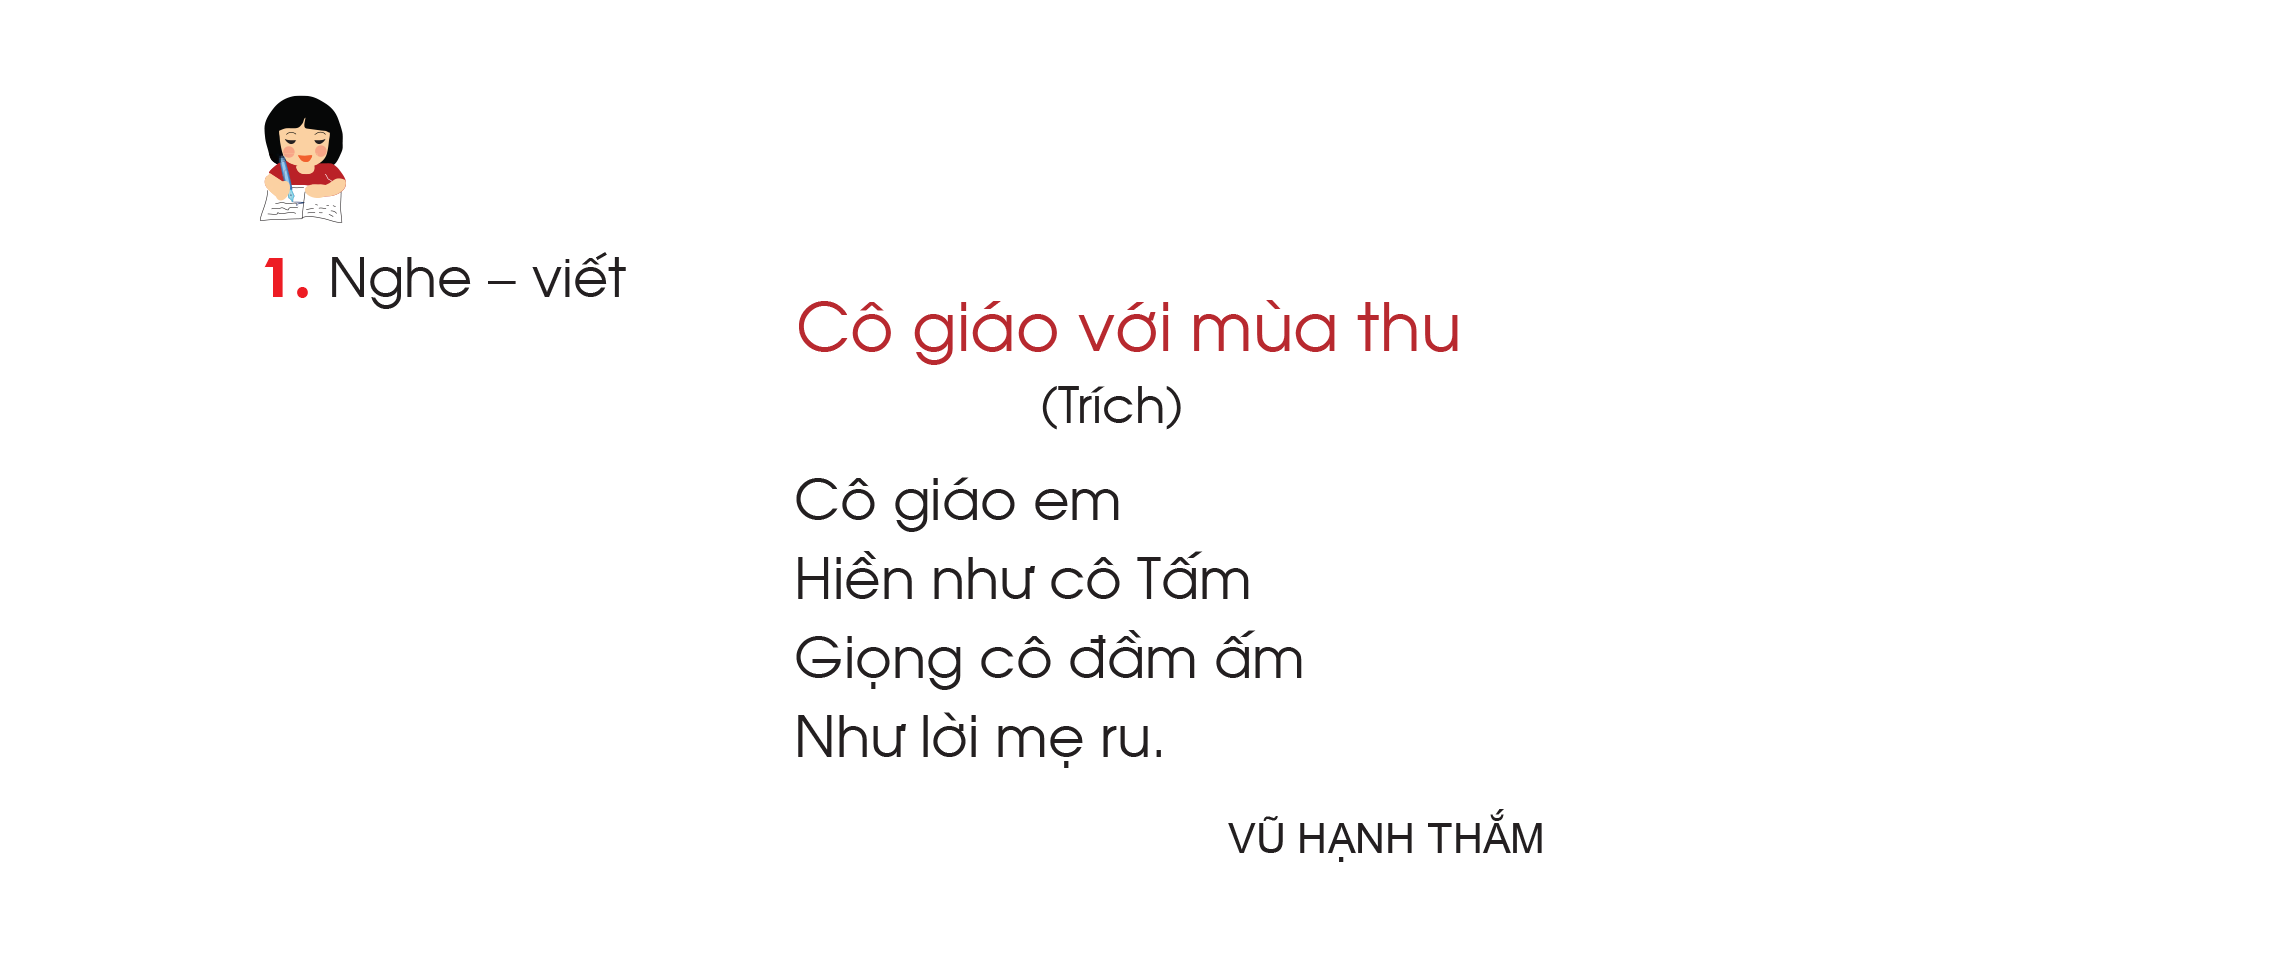 1. Nghe – viết
Cô giáo với mùa thu
(Trích)
Cô giáo em
Hiền như cô Tấm
Giọng cô đầm ấm
Như lời mẹ ru.
VŨ HẠNH THẮM